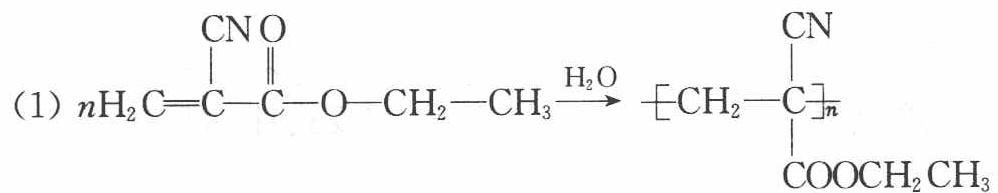 CN O CN
(1) nH₂C=C—C—O—CH₂—CH₃ H₂O → -[CH₂—C]-ₙ
COOCH₂CH₃